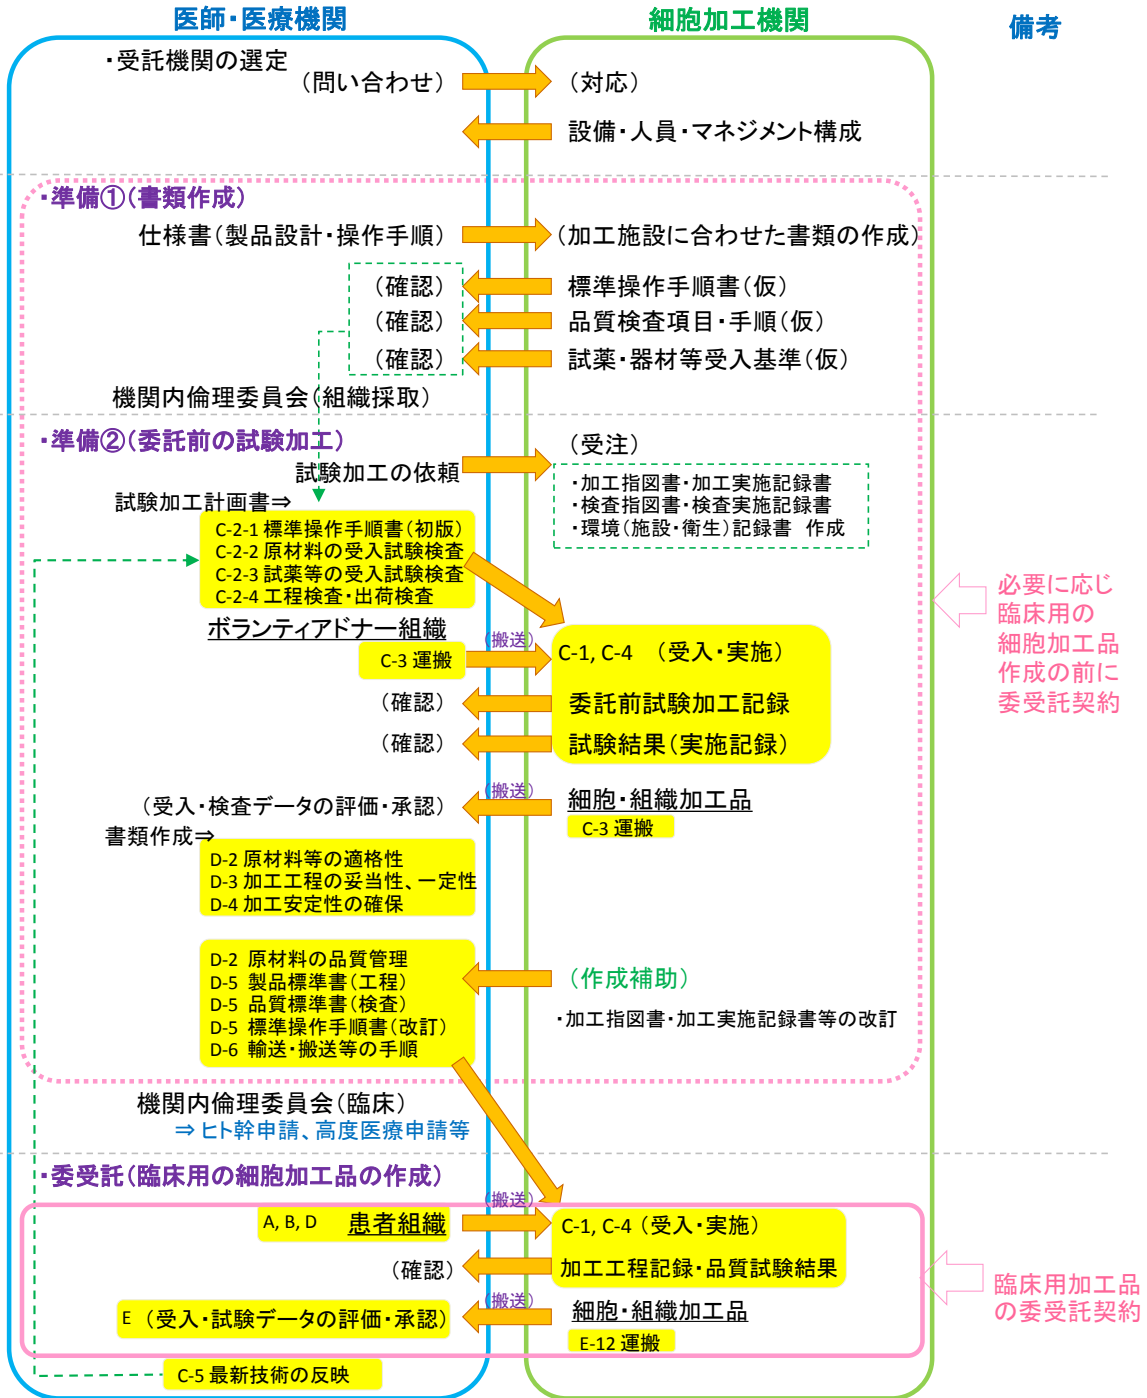 医師・医療機関
細胞加工機関
備考
・受託機関の選定
(問い合わせ)
(対応)
設備・人員・マネジメント構成
・準備①(書類作成)
仕様書(製品設計・操作手順)
(加工施設に合わせた書類の作成)
(確認)
標準操作手順書(仮)
(確認)
品質検査項目・手順(仮)
(確認)
試薬・器材等受入基準(仮)
機関内倫理委員会(組織採取)
・準備②(委託前の試験加工)
(受注)
試験加工の依頼
・加工指図書・加工実施記録書
・検査指図書・検査実施記録書
・環境(施設・衛生)記録書 作成
試験加工計画書⇒
C-2-1 標準操作手順書(初版)
C-2-2 原材料の受入試験検査
C-2-3 試薬等の受入試験検査
C-2-4 工程検査・出荷検査
必要に応じ
臨床用の
細胞加工品
作成の前に
委受託契約
ボランティアドナー組織
(搬送)
C-3 運搬
C-1, C-4 (受入・実施)
(確認)
委託前試験加工記録
(確認)
試験結果(実施記録)
(搬送)
(受入・検査データの評価・承認)
細胞・組織加工品
C-3 運搬
書類作成⇒
D-2 原材料等の適格性
D-3 加工工程の妥当性、一定性
D-4 加工安定性の確保
D-2 原材料の品質管理
D-5 製品標準書(工程)
D-5 品質標準書(検査)
D-5 標準操作手順書(改訂)
D-6 輸送・搬送等の手順
(作成補助)
・加工指図書・加工実施記録書等の改訂
機関内倫理委員会(臨床)
⇒ヒト幹申請、高度医療申請等
・委受託(臨床用の細胞加工品の作成)
(搬送)
A, B, D 患者組織
C-1, C-4 (受入・実施)
(確認)
加工工程記録・品質試験結果
(搬送)
E (受入・試験データの評価・承認)
細胞・組織加工品
E-12 運搬
臨床用加工品
の委受託契約
C-5 最新技術の反映